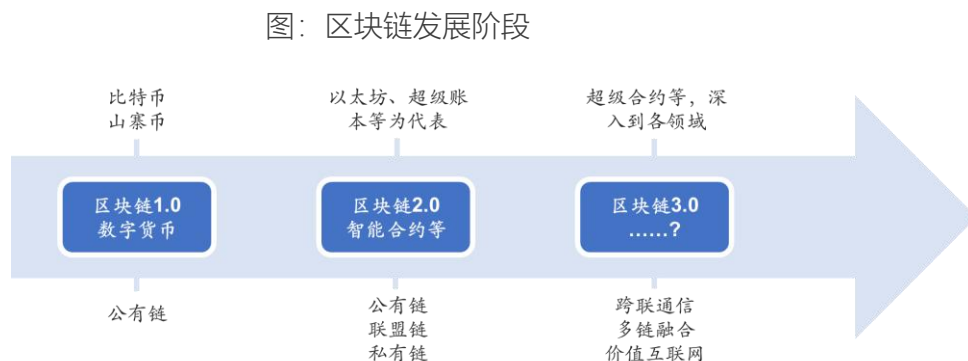 图：区块链发展阶段
比特币
山寨币
以太坊、超级账
本等为代表
超级合约等，深
入到各领域
区块链1.0
数字货币
区块链2.0
智能合约等
区块链3.0
……?
公有链
公有链
联盟链
私有链
跨联通信
多链融合
价值互联网